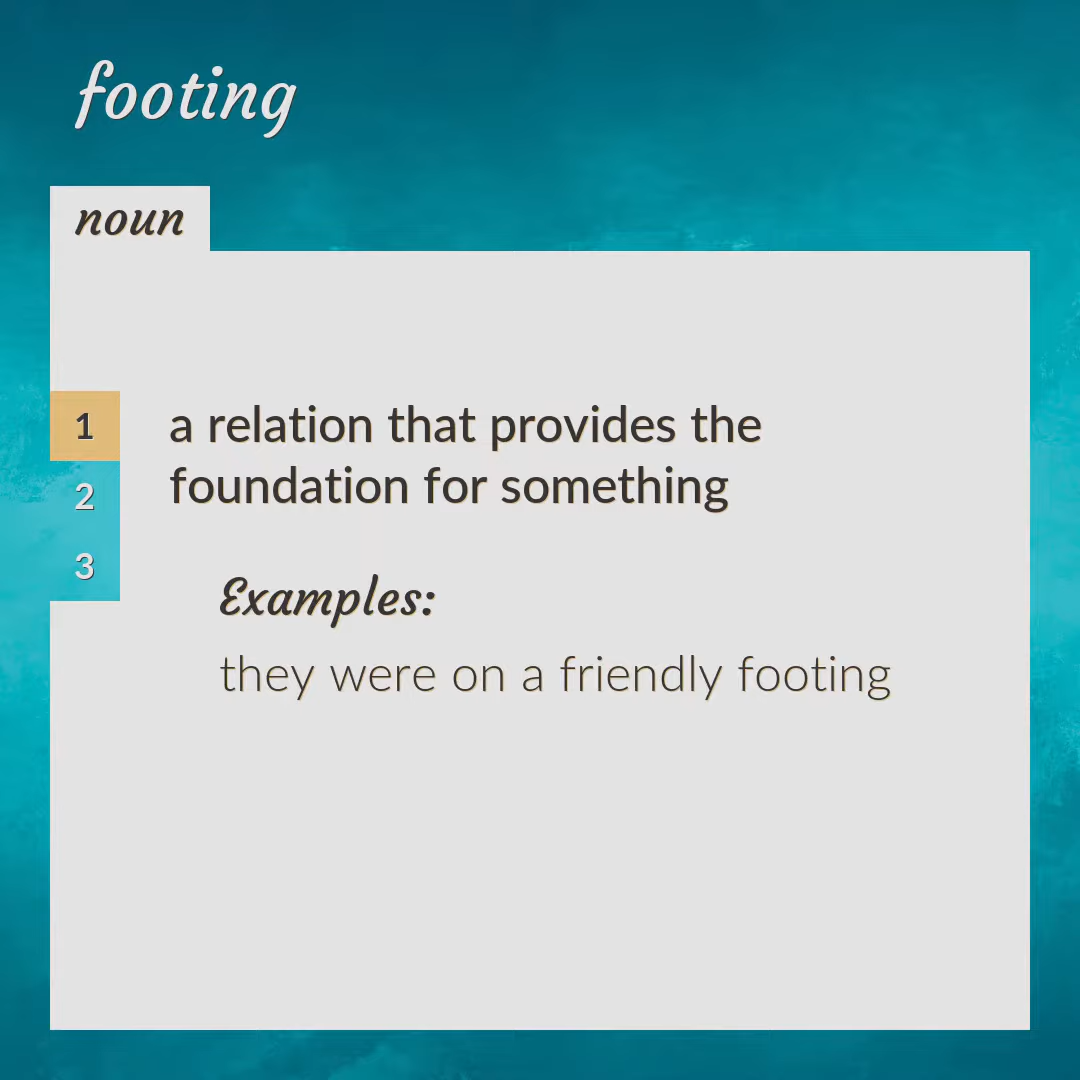 footing
noun
1
a relation that provides the
foundation for something
2
3
Examples:
they were on a friendly footing